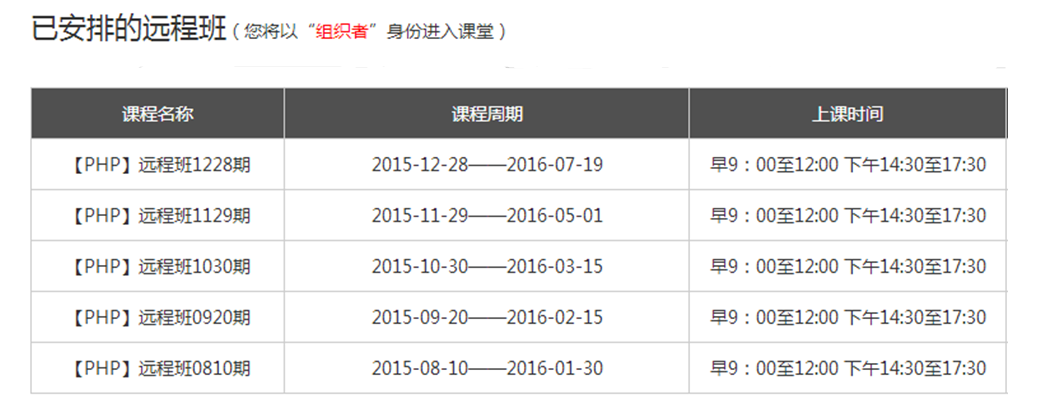 已安排的远程班（您将以“组织者”身份进入课堂）
课程名称 课程周期 上课时间
【PHP】远程班1228期 2015-12-28——2016-07-19 早9：00至12:00 下午14:30至17:30
【PHP】远程班1129期 2015-11-29——2016-05-01 早9：00至12:00 下午14:30至17:30
【PHP】远程班1030期 2015-10-30——2016-03-15 早9：00至12:00 下午14:30至17:30
【PHP】远程班0920期 2015-09-20——2016-02-15 早9：00至12:00 下午14:30至17:30
【PHP】远程班0810期 2015-08-10——2016-01-30 早9：00至12:00 下午14:30至17:30